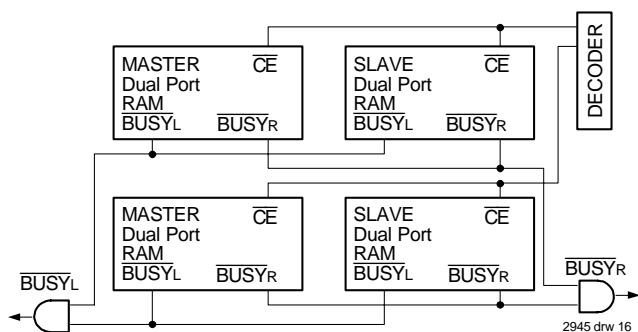 MASTER CE
Dual Port
RAM
BUSYL BUSYR
SLAVE CE
Dual Port
RAM
BUSYL BUSYR
DECODER
MASTER CE
Dual Port
RAM
BUSYL BUSYR
SLAVE CE
Dual Port
RAM
BUSYL BUSYR
BUSYL
BUSYR
2945 drw 16